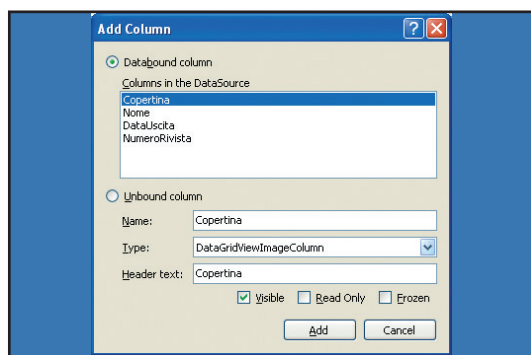 Add Column
Databound column
Columns in the DataSource
Copertina
Nome
DataUscita
NumeroRivista
Unbound column
Name: Copertina
Type: DataGridViewImageColumn
Header text: Copertina
Visible Read Only Frozen
Add Cancel